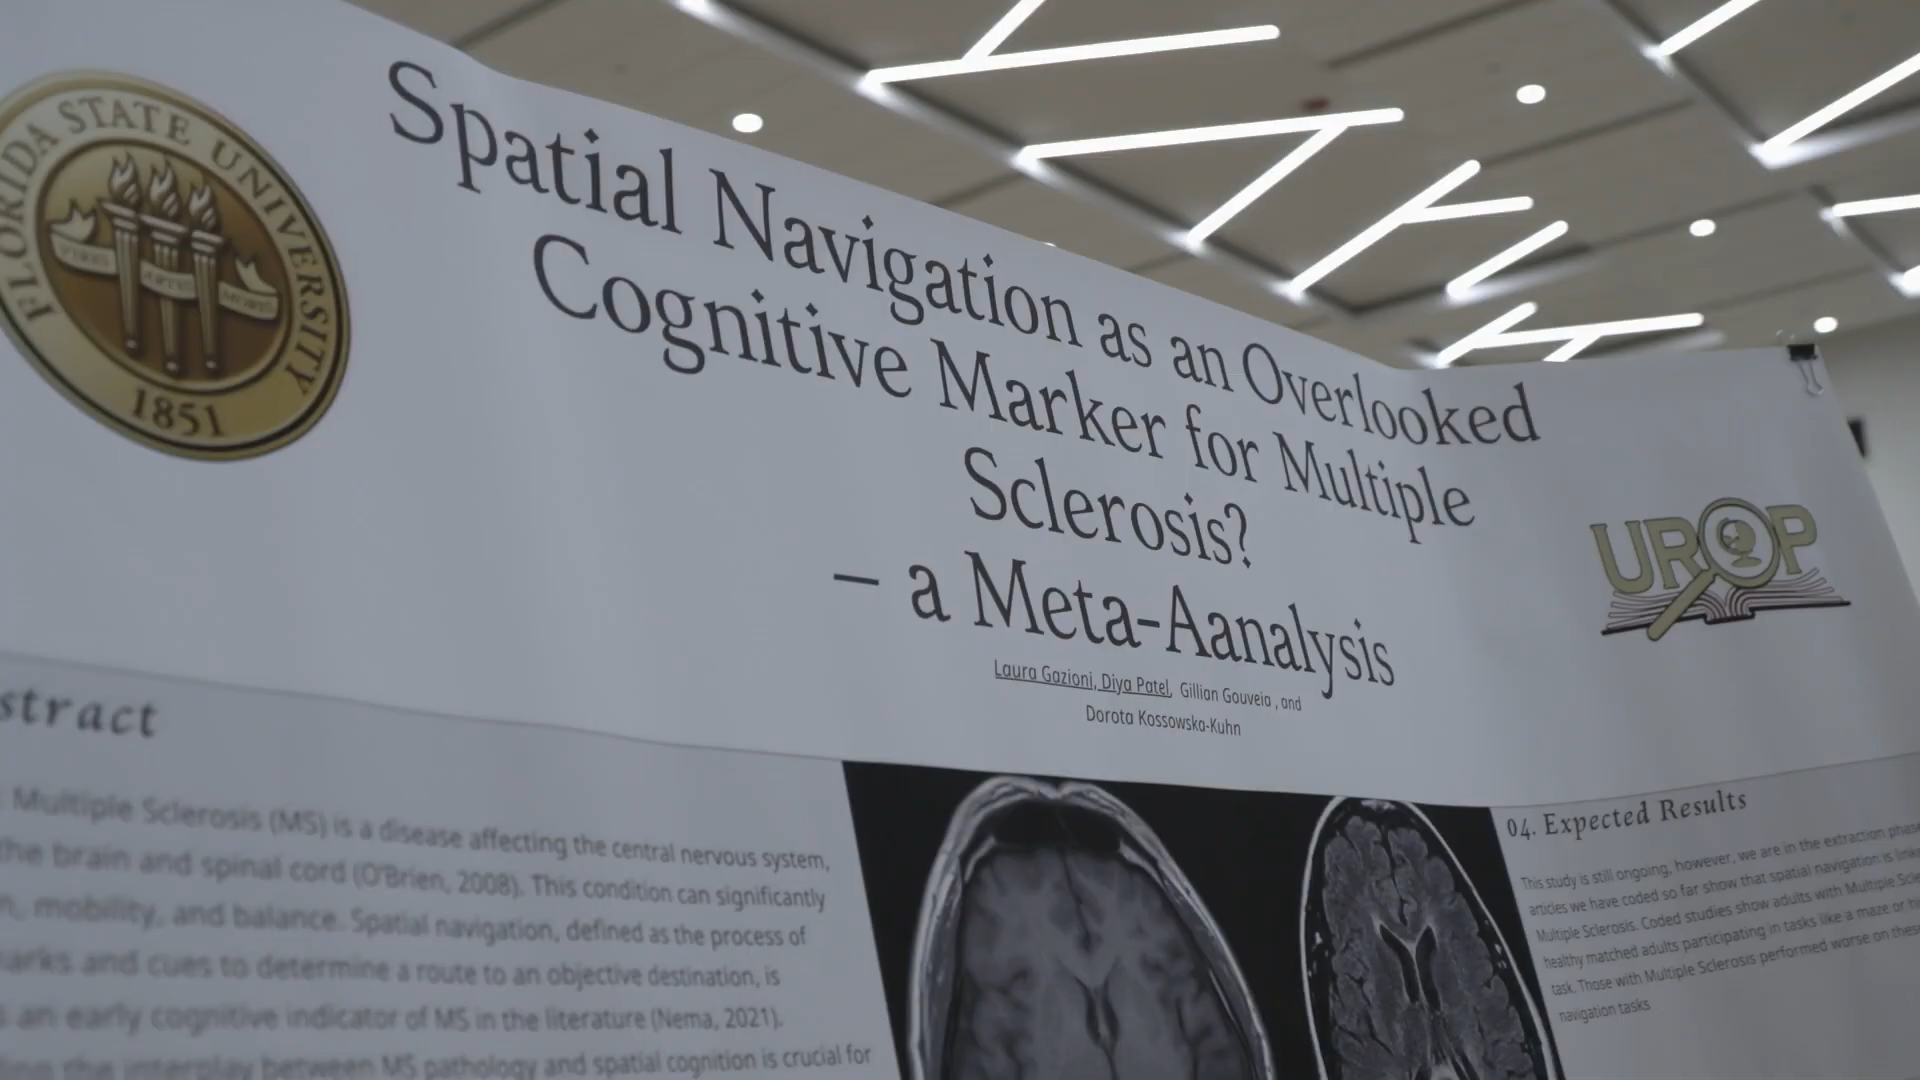 FLORIDA STATE UNIVERSITY
VIRES ARTES MORES
1851
Spatial Navigation as an Overlooked
Cognitive Marker for Multiple
Sclerosis?
– a Meta-Aanalysis
Laura Gazioni, Diya Patel, Gillian Gouveia , and
Dorota Kossowska-Kuhn
UROP
stract
Multiple Sclerosis (MS) is a disease affecting the central nervous system,
the brain and spinal cord (O'Brien, 2008). This condition can significantly
mobility, and balance. Spatial navigation, defined as the process of
arks and cues to determine a route to an objective destination, is
an early cognitive indicator of MS in the literature (Nema, 2021).
the interplay between MS pathology and spatial cognition is crucial for
04. Expected Results
This study is still ongoing, however, we are in the extraction phase
articles we have coded so far show that spatial navigation is link
Multiple Sclerosis. Coded studies show adults with Multiple Scle
healthy matched adults participating in tasks like a maze or
task. Those with Multiple Sclerosis performed worse on these
navigation tasks